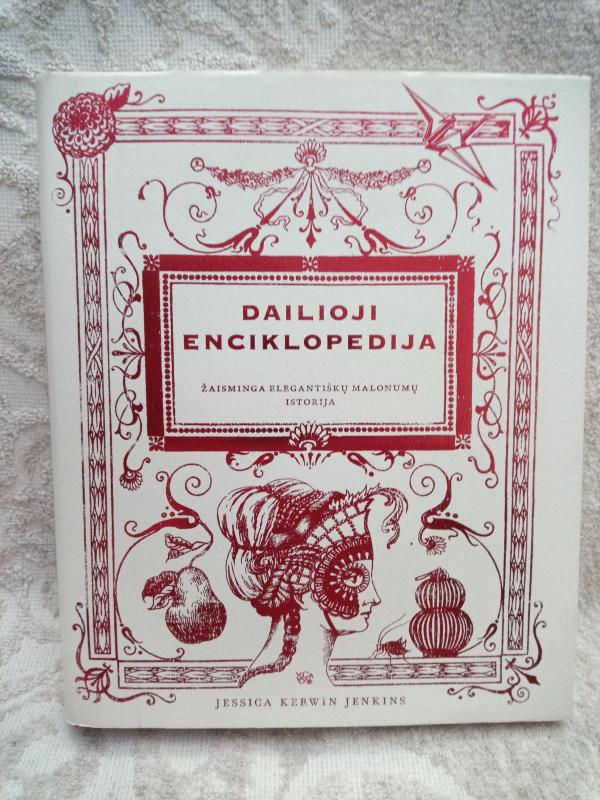 DAILIOJI
ENCIKLOPEDIJA
ŽAISMINGA ELEGANTIŠKŲ MALONUMŲ
ISTORIJA
JESSICA KERWIN JENKINS